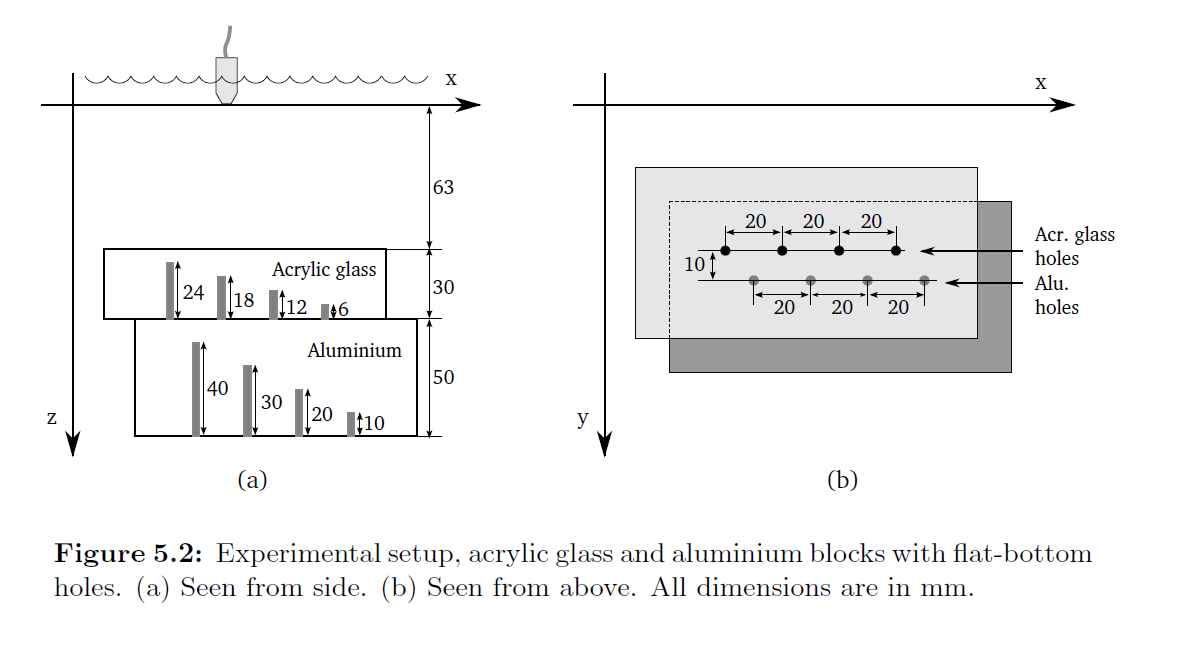 x
63
Acrylic glass
24
18
12
6
30
Aluminium
40
30
20
10
50
z
(a)
x
20 20 20
10
20 20 20
Acr. glass
holes
Alu.
holes
y
(b)
Figure 5.2: Experimental setup, acrylic glass and aluminium blocks with flat-bottom
holes. (a) Seen from side. (b) Seen from above. All dimensions are in mm.